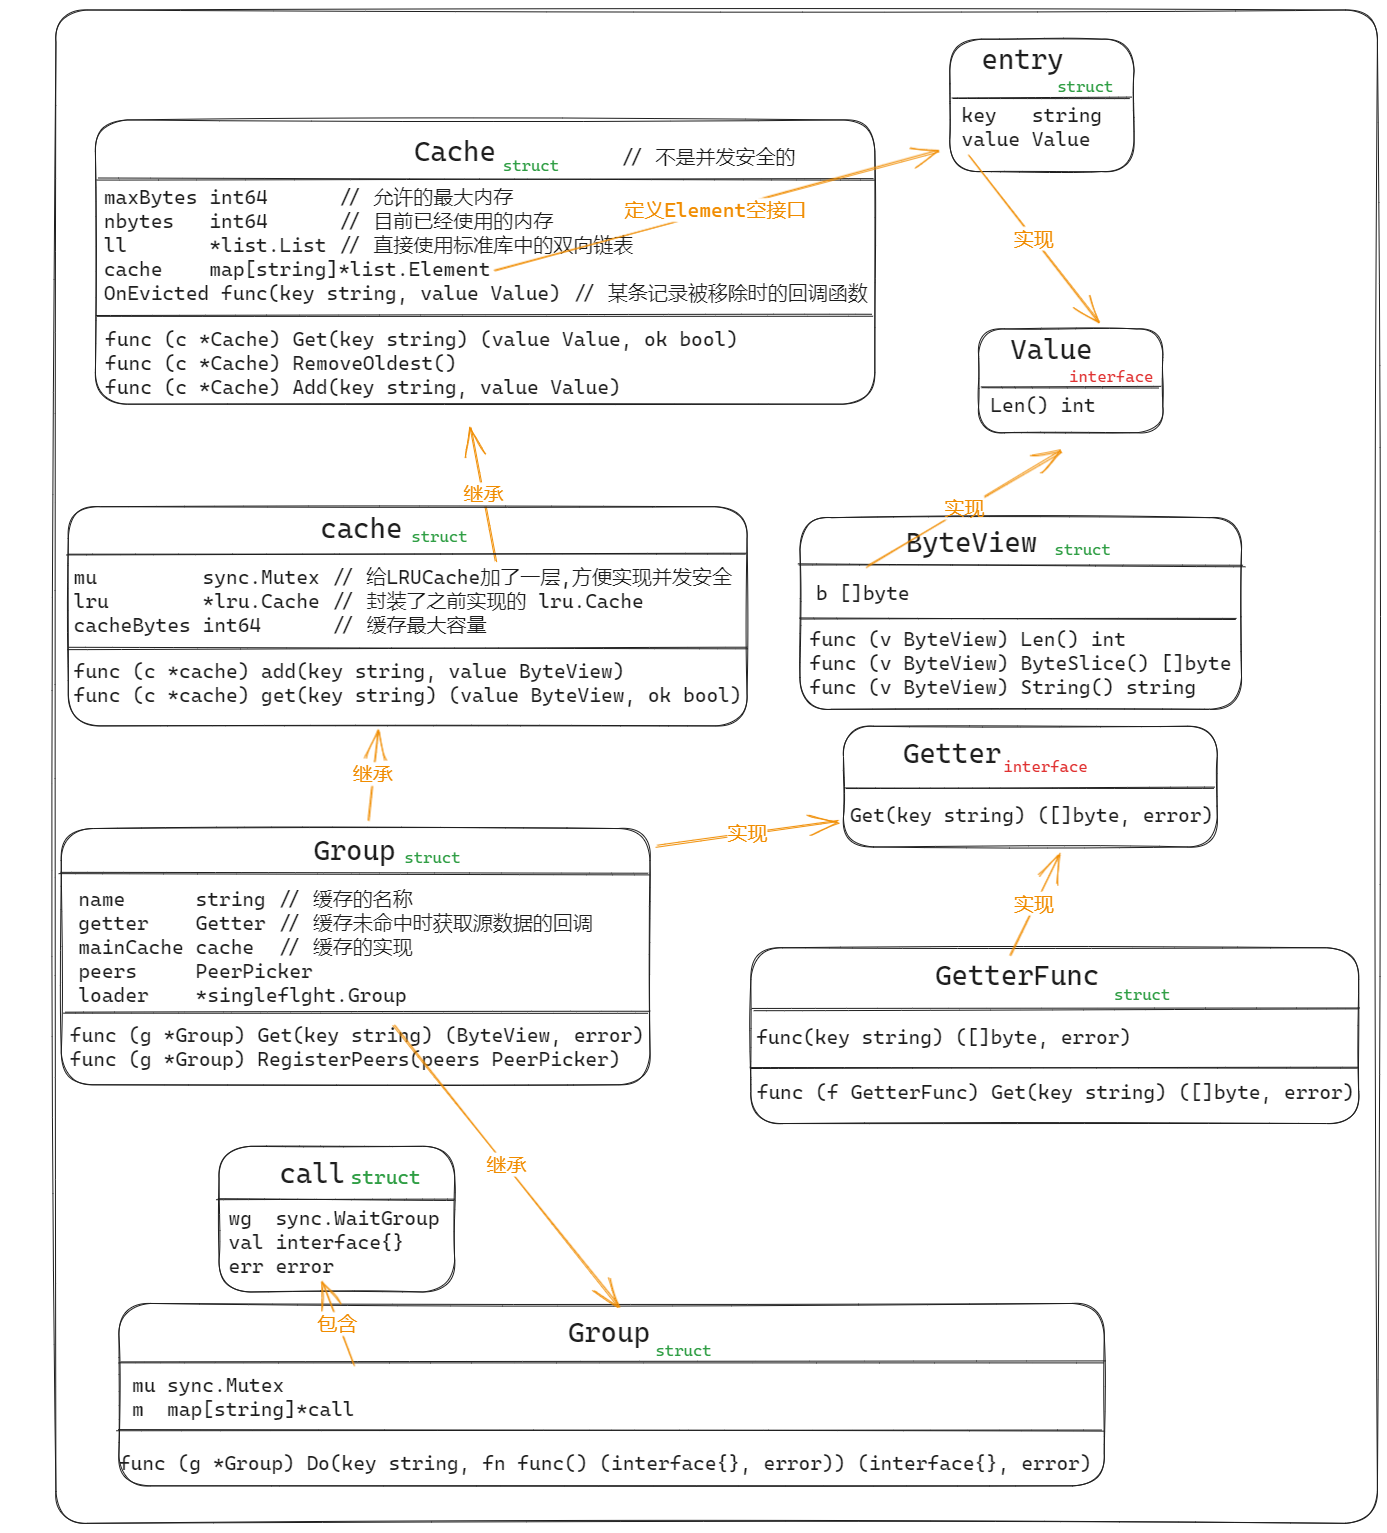 entry
struct
key   string
value Value
Cache
struct
// 不是并发安全的
maxBytes int64      // 允许的最大内存
nbytes   int64      // 目前已经使用的内存
ll       *list.List // 直接使用标准库中的双向链表
cache    map[string]*list.Element
OnEvicted func(key string, value Value) // 某条记录被移除时的回调函数
func (c *Cache) Get(key string) (value Value, ok bool)
func (c *Cache) RemoveOldest()
func (c *Cache) Add(key string, value Value)
定义Element空接口
实现
Value
interface
Len() int
继承
实现
cache
struct
mu         sync.Mutex // 给LRUCache加了一层,方便实现并发安全
lru        *lru.Cache // 封装了之前实现的 lru.Cache
cacheBytes int64      // 缓存最大容量
func (c *cache) add(key string, value ByteView)
func (c *cache) get(key string) (value ByteView, ok bool)
ByteView
struct
b []byte
func (v ByteView) Len() int
func (v ByteView) ByteSlice() []byte
func (v ByteView) String() string
继承
Getter
interface
Get(key string) ([]byte, error)
实现
Group
struct
name      string // 缓存的名称
getter    Getter // 缓存未命中时获取源数据的回调
mainCache cache  // 缓存的实现
peers     PeerPicker
loader    *singleflght.Group
func (g *Group) Get(key string) (ByteView, error)
func (g *Group) RegisterPeers(peers PeerPicker)
实现
GetterFunc
struct
func(key string) ([]byte, error)
func (f GetterFunc) Get(key string) ([]byte, error)
继承
call
struct
wg  sync.WaitGroup
val interface{}
err error
包含
Group
struct
mu sync.Mutex
m  map[string]*call
func (g *Group) Do(key string, fn func() (interface{}, error)) (interface{}, error)